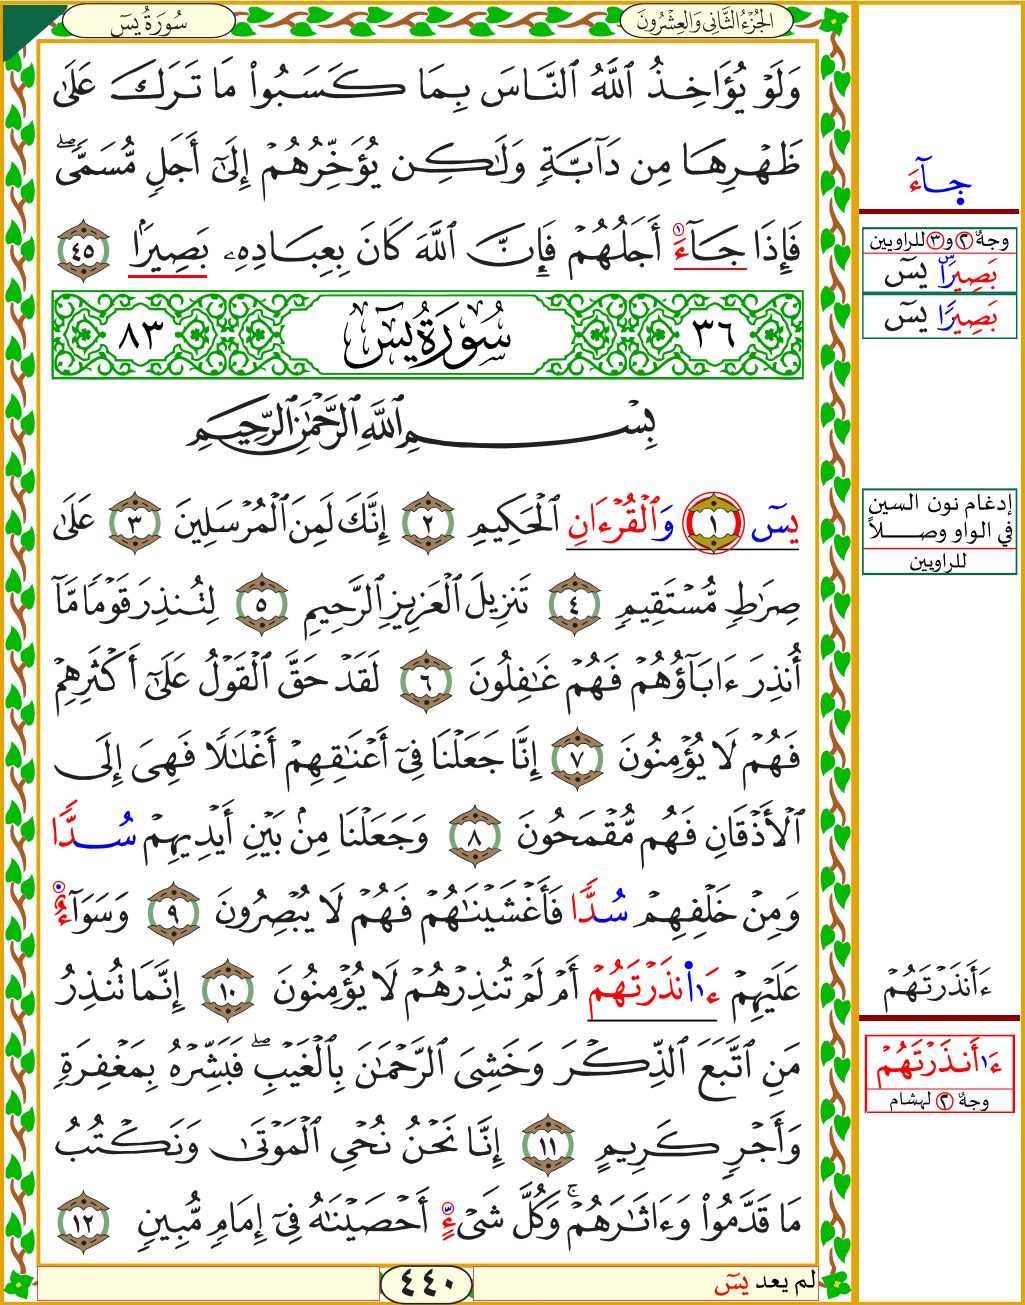 سُورَةُ يسٓ
الجُزْءُ الثَّانِي وَالعِشْرُونَ
وَلَوۡ يُؤَاخِذُ ٱللَّهُ ٱلنَّاسَ بِمَا كَسَبُواْ مَا تَرَكَ عَلَىٰ
ظَهۡرِهَا مِن دَآبَّةٖ وَلَٰكِن يُؤَخِّرُهُمۡ إِلَىٰٓ أَجَلٖ مُّسَمّٗىۖ
فَإِذَا جَآءَ أَجَلُهُمۡ فَإِنَّ ٱللَّهَ كَانَ بِعِبَادِهِۦ بَصِيرَۢا ٤٥
٣٦ سُورَةُ يسٓ ٨٣
بِسۡمِ ٱللَّهِ ٱلرَّحۡمَٰنِ ٱلرَّحِيمِ
يسٓ ١ وَٱلۡقُرۡءَانِ ٱلۡحَكِيمِ ٢ إِنَّكَ لَمِنَ ٱلۡمُرۡسَلِينَ ٣ عَلَىٰ
صِرَٰطٖ مُّسۡتَقِيمٖ ٤ تَنزِيلَ ٱلۡعَزِيزِ ٱلرَّحِيمِ ٥ لِتُنذِرَ قَوۡمٗا مَّآ
أُنذِرَ ءَابَآؤُهُمۡ فَهُمۡ غَٰفِلُونَ ٦ لَقَدۡ حَقَّ ٱلۡقَوۡلُ عَلَىٰٓ أَكۡثَرِهِمۡ
فَهُمۡ لَا يُؤۡمِنُونَ ٧ إِنَّا جَعَلۡنَا فِيٓ أَعۡنَٰقِهِمۡ أَغۡلَٰلٗا فَهِيَ إِلَى
ٱلۡأَذۡقَانِ فَهُم مُّقۡمَحُونَ ٨ وَجَعَلۡنَا مِنۢ بَيۡنِ أَيۡدِيهِمۡ سُدّٗا
وَمِنۡ خَلۡفِهِمۡ سُدّٗا فَأَغۡشَيۡنَٰهُمۡ فَهُمۡ لَا يُبۡصِرُونَ ٩ وَسَوَآءٌ
عَلَيۡهِمۡ ءَا۬نذَرۡتَهُمۡ أَمۡ لَمۡ تُنذِرۡهُمۡ لَا يُؤۡمِنُونَ ١٠ إِنَّمَا تُنذِرُ
مَنِ ٱتَّبَعَ ٱلذِّكۡرَ وَخَشِيَ ٱلرَّحۡمَٰنَ بِٱلۡغَيۡبِۖ فَبَشِّرۡهُ بِمَغۡفِرَةٖ
وَأَجۡرٖ كَرِيمٍ ١١ إِنَّا نَحۡنُ نُحۡيِ ٱلۡمَوۡتَىٰ وَنَكۡتُبُ
مَا قَدَّمُواْ وَءَاثَٰرَهُمۡۚ وَكُلَّ شَيۡءٍ أَحۡصَيۡنَٰهُ فِيٓ إِمَامٖ مُّبِينٖ ١٢
٤٤٠
لم يعد يسٓ
جآءَ
وجهٌ ٢ و ٣ للراويين
بَصِيرٗا يسٓ
بَصِيرٗا يسٓ
إدغام نون السين
في الواو وصلاً
للراويين
ءَأَنذَرۡتَهُمۡ
ءَا۬أَنذَرۡتَهُمۡ
وجهٌ ٢ لهشام